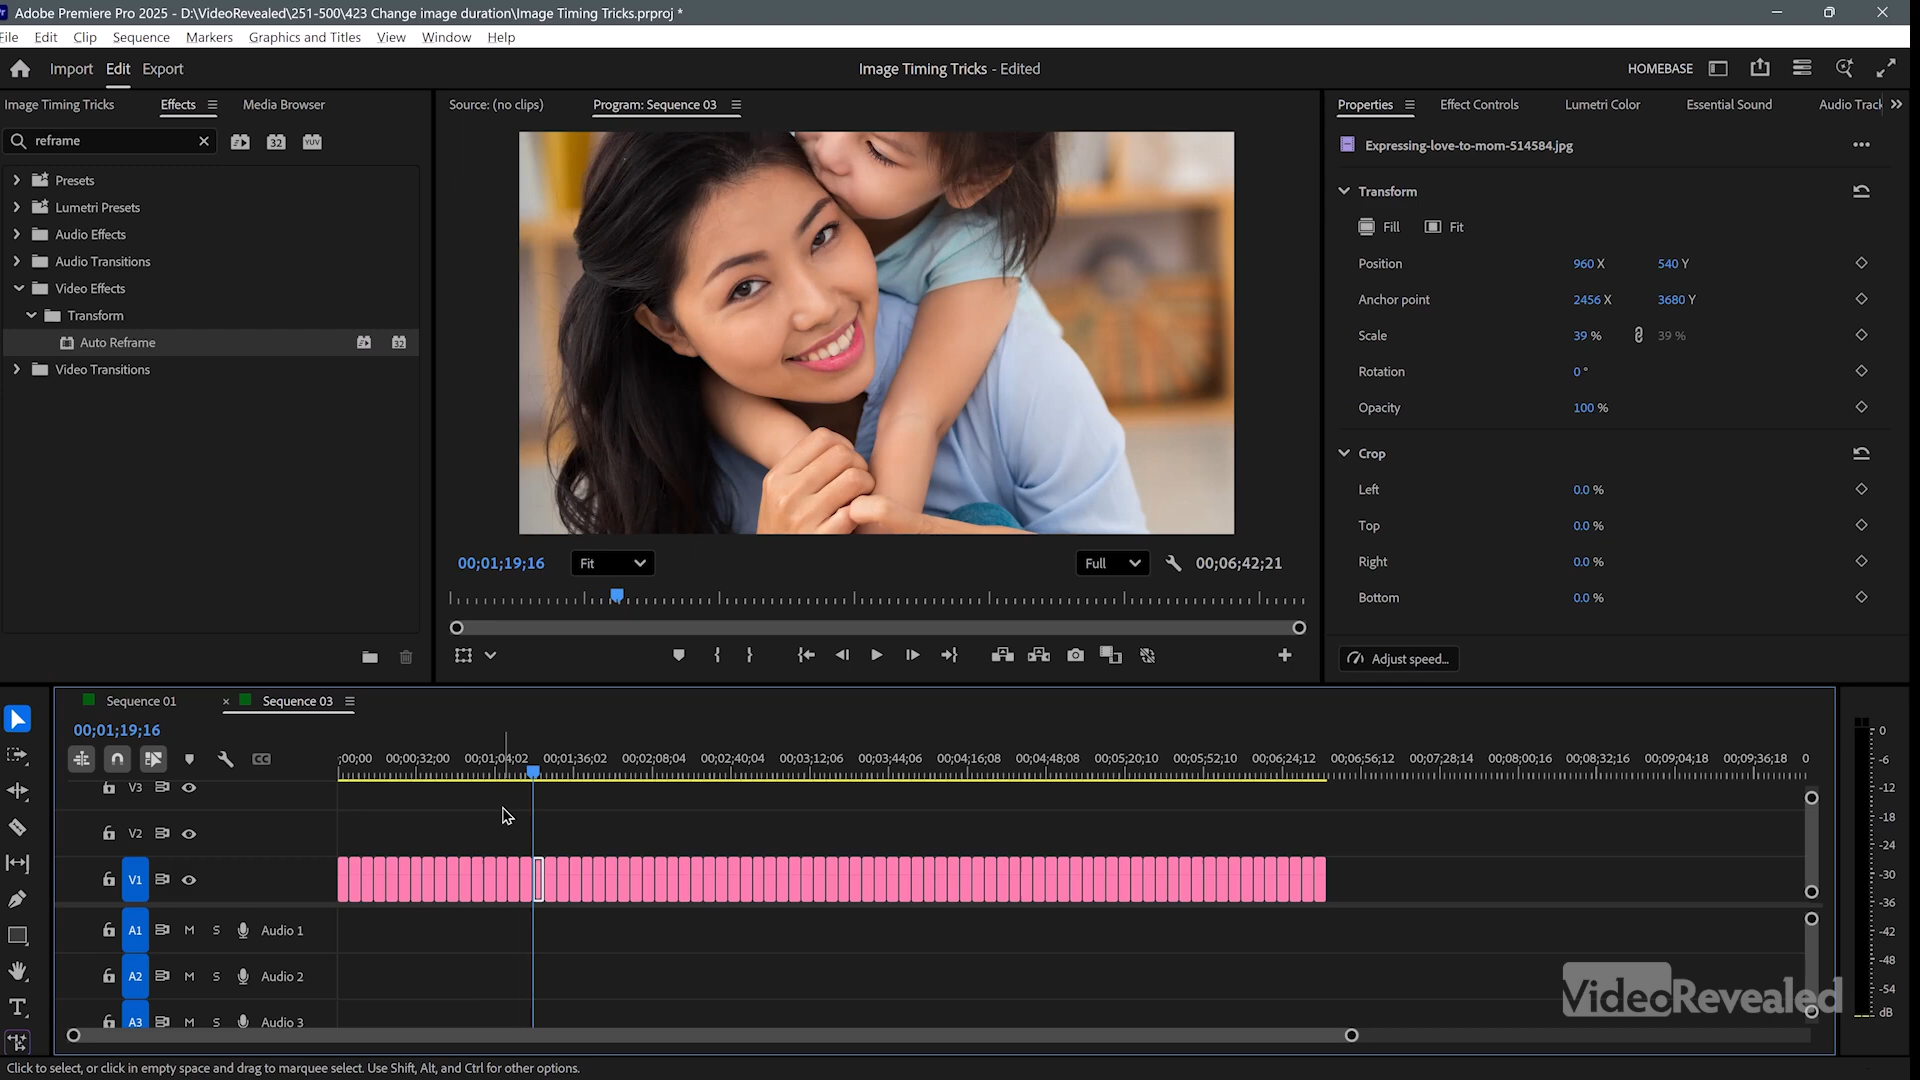 Adobe Premiere Pro 2025 - D:\VideoRevealed\251-500\423 Change image duration\Image Timing Tricks.prproj *
File Edit Clip Sequence Markers Graphics and Titles View Window Help
Import Edit Export
Image Timing Tricks - Edited
HOMEBASE
Image Timing Tricks Effects Media Browser
Source: (no clips) Program: Sequence 03
Properties Effect Controls Lumetri Color Essential Sound Audio Track
reframe
32 YUV
Expressing-love-to-mom-514584.jpg
Presets
Lumetri Presets
Audio Effects
Audio Transitions
Video Effects
Transform
Auto Reframe
32
Video Transitions
Transform
Fill Fit
Position 960 X 540 Y
Anchor point 2456 X 3680 Y
Scale 39 % 39 %
Rotation 0 °
Opacity 100 %
Crop
Left 0.0 %
Top 0.0 %
Right 0.0 %
Bottom 0.0 %
Adjust speed...
00;01;19;16 Fit Full 00;06;42;21
Sequence 01 × Sequence 03
00;01;19;16
CC
;00;00 00;00;32;00 00;01;04;02 00;01;36;02 00;02;08;04 00;02;40;04 00;03;12;06 00;03;44;06 00;04;16;08 00;04;48;08 00;05;20;10 00;05;52;10 00;06;24;12 00;06;56;12 00;07;28;14 00;08;00;16 00;08;32;16 00;09;04;18 00;09;36;18 0
V3
V2
V1
A1 M S Audio 1
A2 M S Audio 2
A3 M S Audio 3
0
-6
-12
-18
-24
-30
-36
-42
-48
-54
dB
VideoRevealed
Click to select, or click in empty space and drag to marquee select. Use Shift, Alt, and Ctrl for other options.